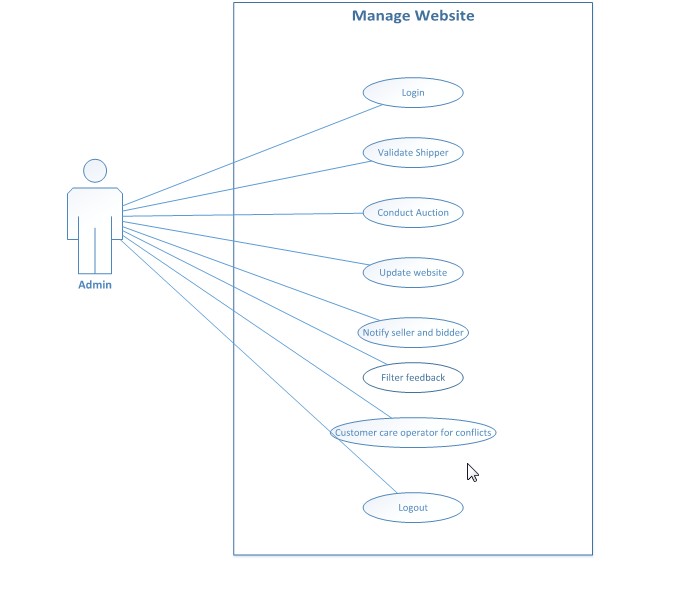 Manage Website
Login
Validate Shipper
Conduct Auction
Update website
Admin
Notify seller and bidder
Filter feedback
Customer care operator for conflicts
Logout